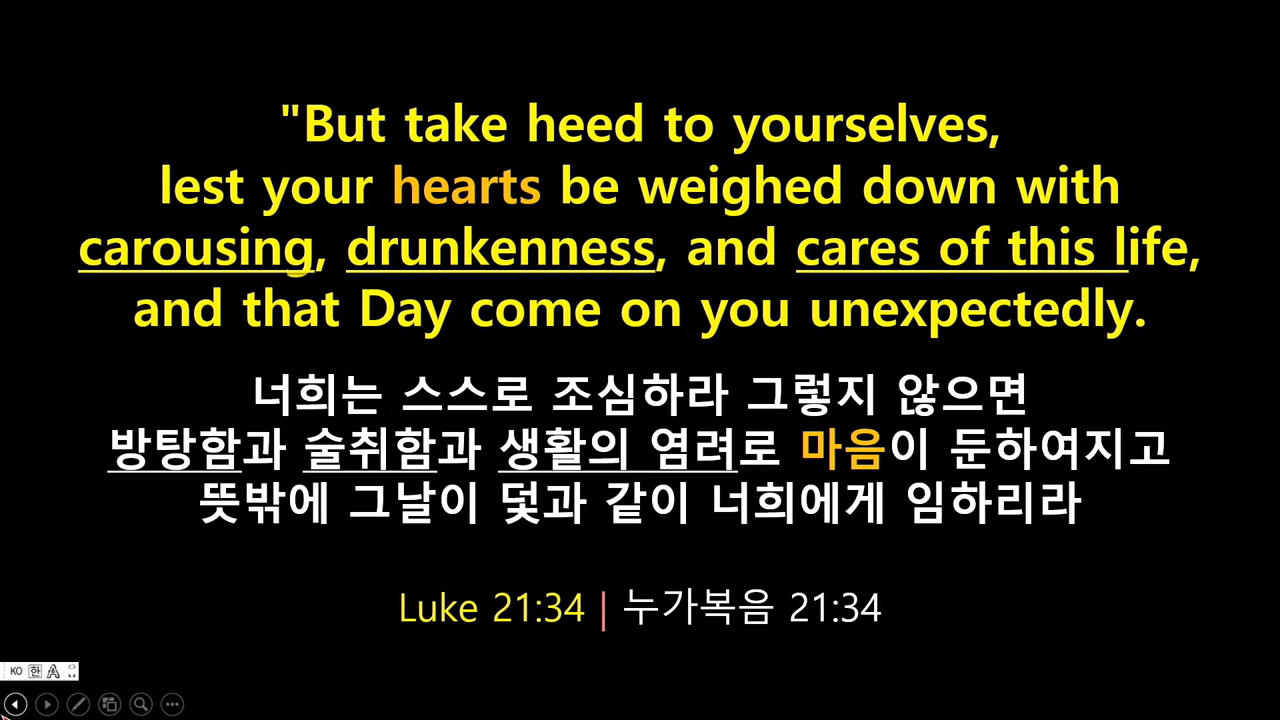 "But take heed to yourselves,
lest your hearts be weighed down with
carousing, drunkenness, and cares of this life,
and that Day come on you unexpectedly.
너희는 스스로 조심하라 그렇지 않으면
방탕함과 술취함과 생활의 염려로 마음이 둔하여지고
뜻밖에 그날이 덫과 같이 너희에게 임하리라
Luke 21:34 | 누가복음 21:34
KO 한 A